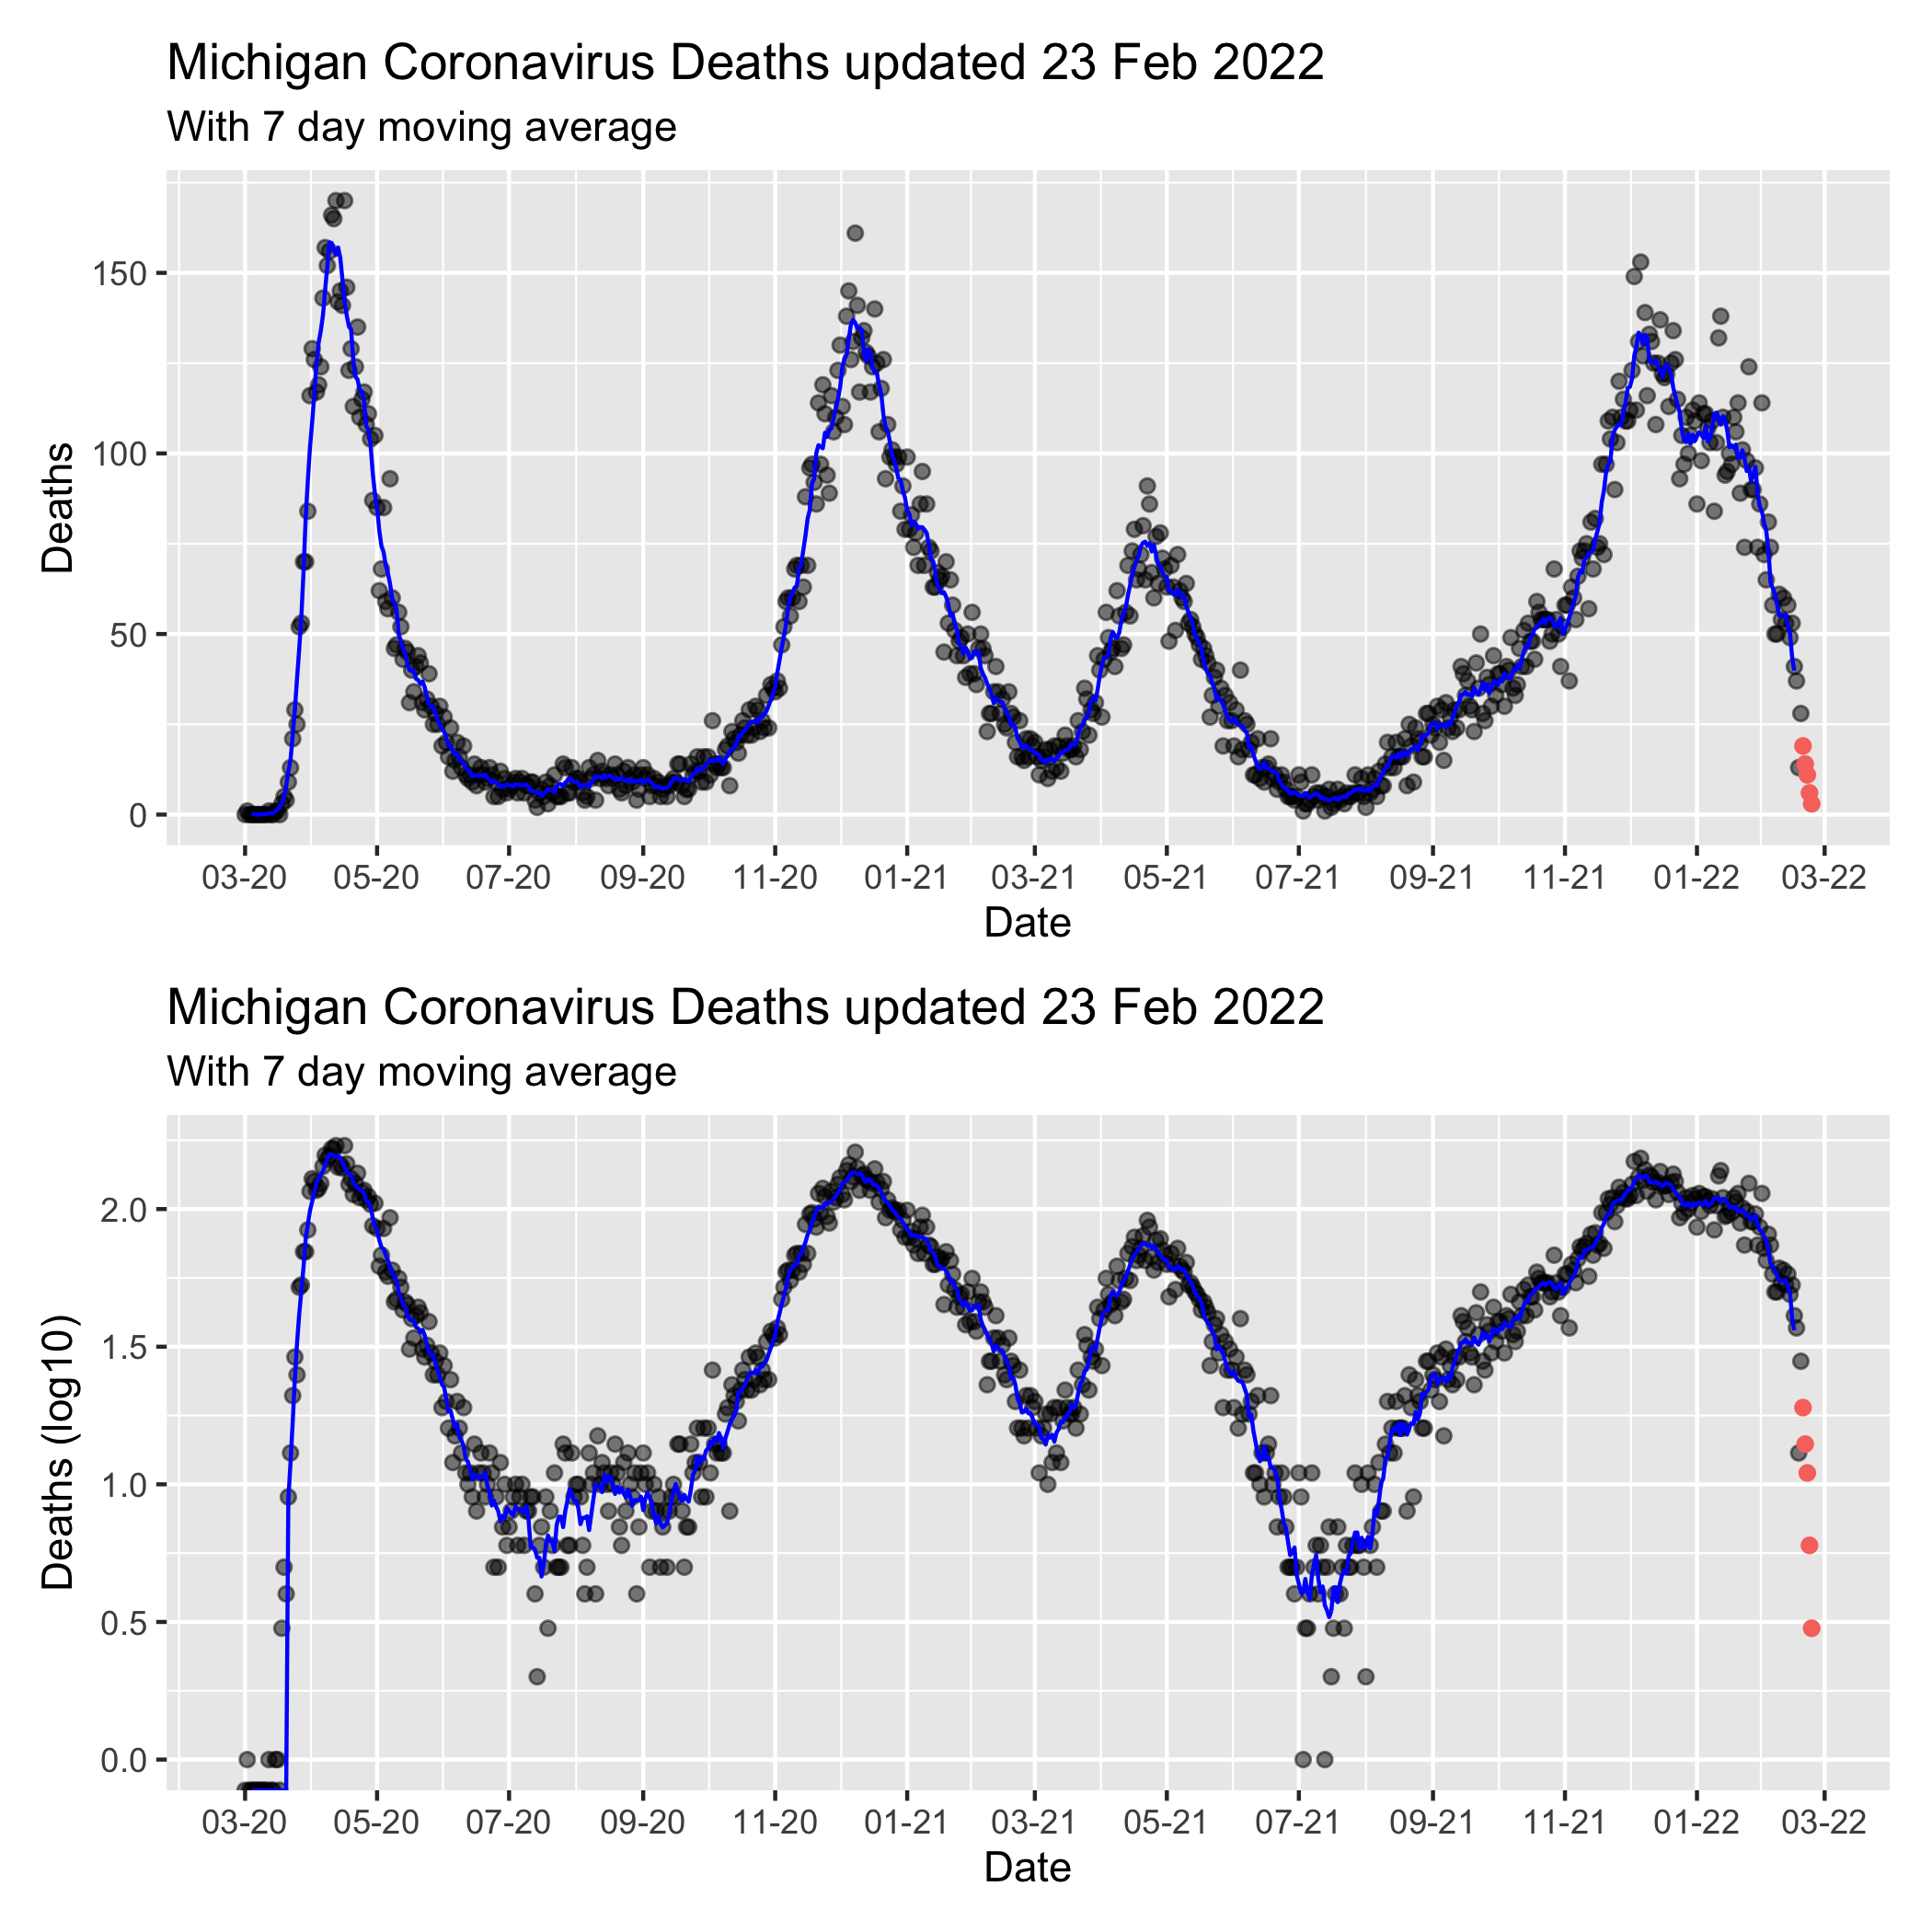 Michigan Coronavirus Deaths updated 23 Feb 2022
With 7 day moving average
150
100
50
0
Deaths
03-20 05-20 07-20 09-20 11-20 01-21 03-21 05-21 07-21 09-21 11-21 01-22 03-22
Date
Michigan Coronavirus Deaths updated 23 Feb 2022
With 7 day moving average
2.0
1.5
1.0
0.5
0.0
Deaths (log10)
03-20 05-20 07-20 09-20 11-20 01-21 03-21 05-21 07-21 09-21 11-21 01-22 03-22
Date